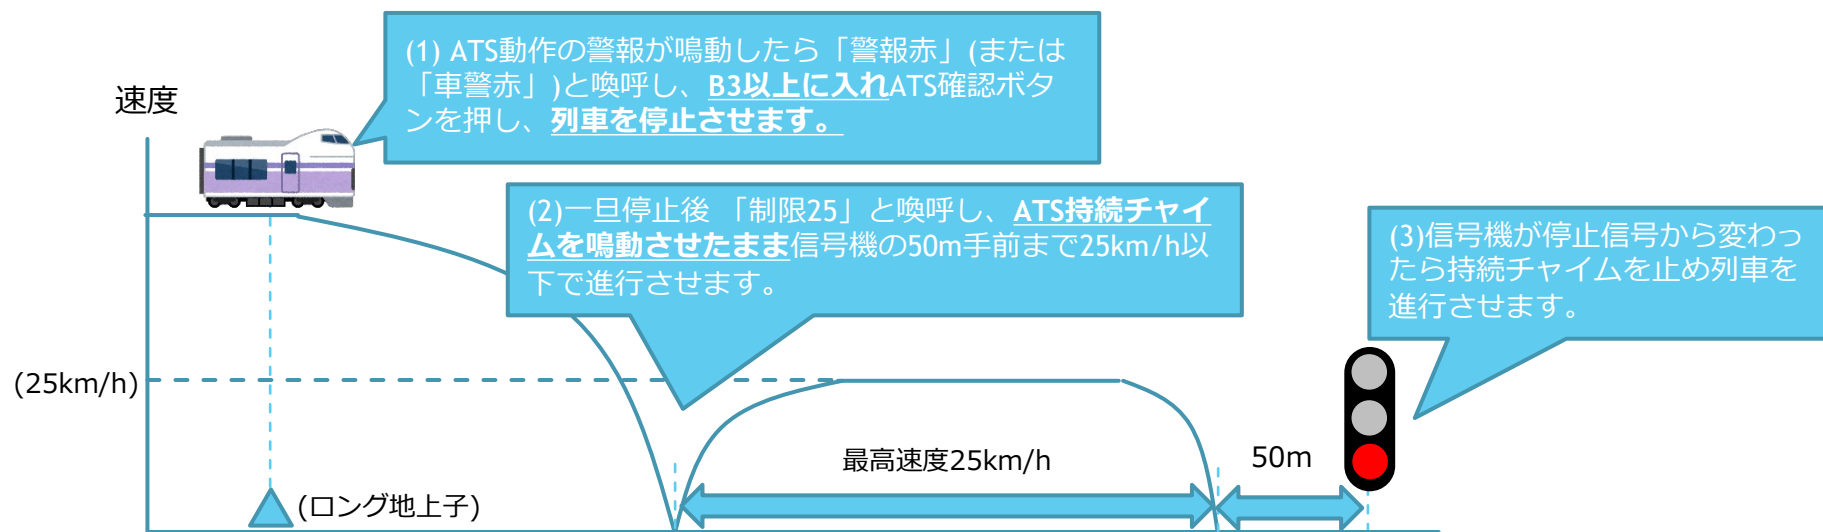 (1) ATS動作の警報が鳴動したら「警報赤」(または
「車警赤」)と喚呼し、B3以上に入れATS確認ボタ
ンを押し、列車を停止させます。
速度
(2)一旦停止後 「制限25」と喚呼し、ATS持続チャイ
ムを鳴動させたまま信号機の50m手前まで25km/h以
下で進行させます。
(3)信号機が停止信号から変わっ
たら持続チャイムを止め列車を
進行させます。
(25km/h)
最高速度25km/h
50m
(ロング地上子)